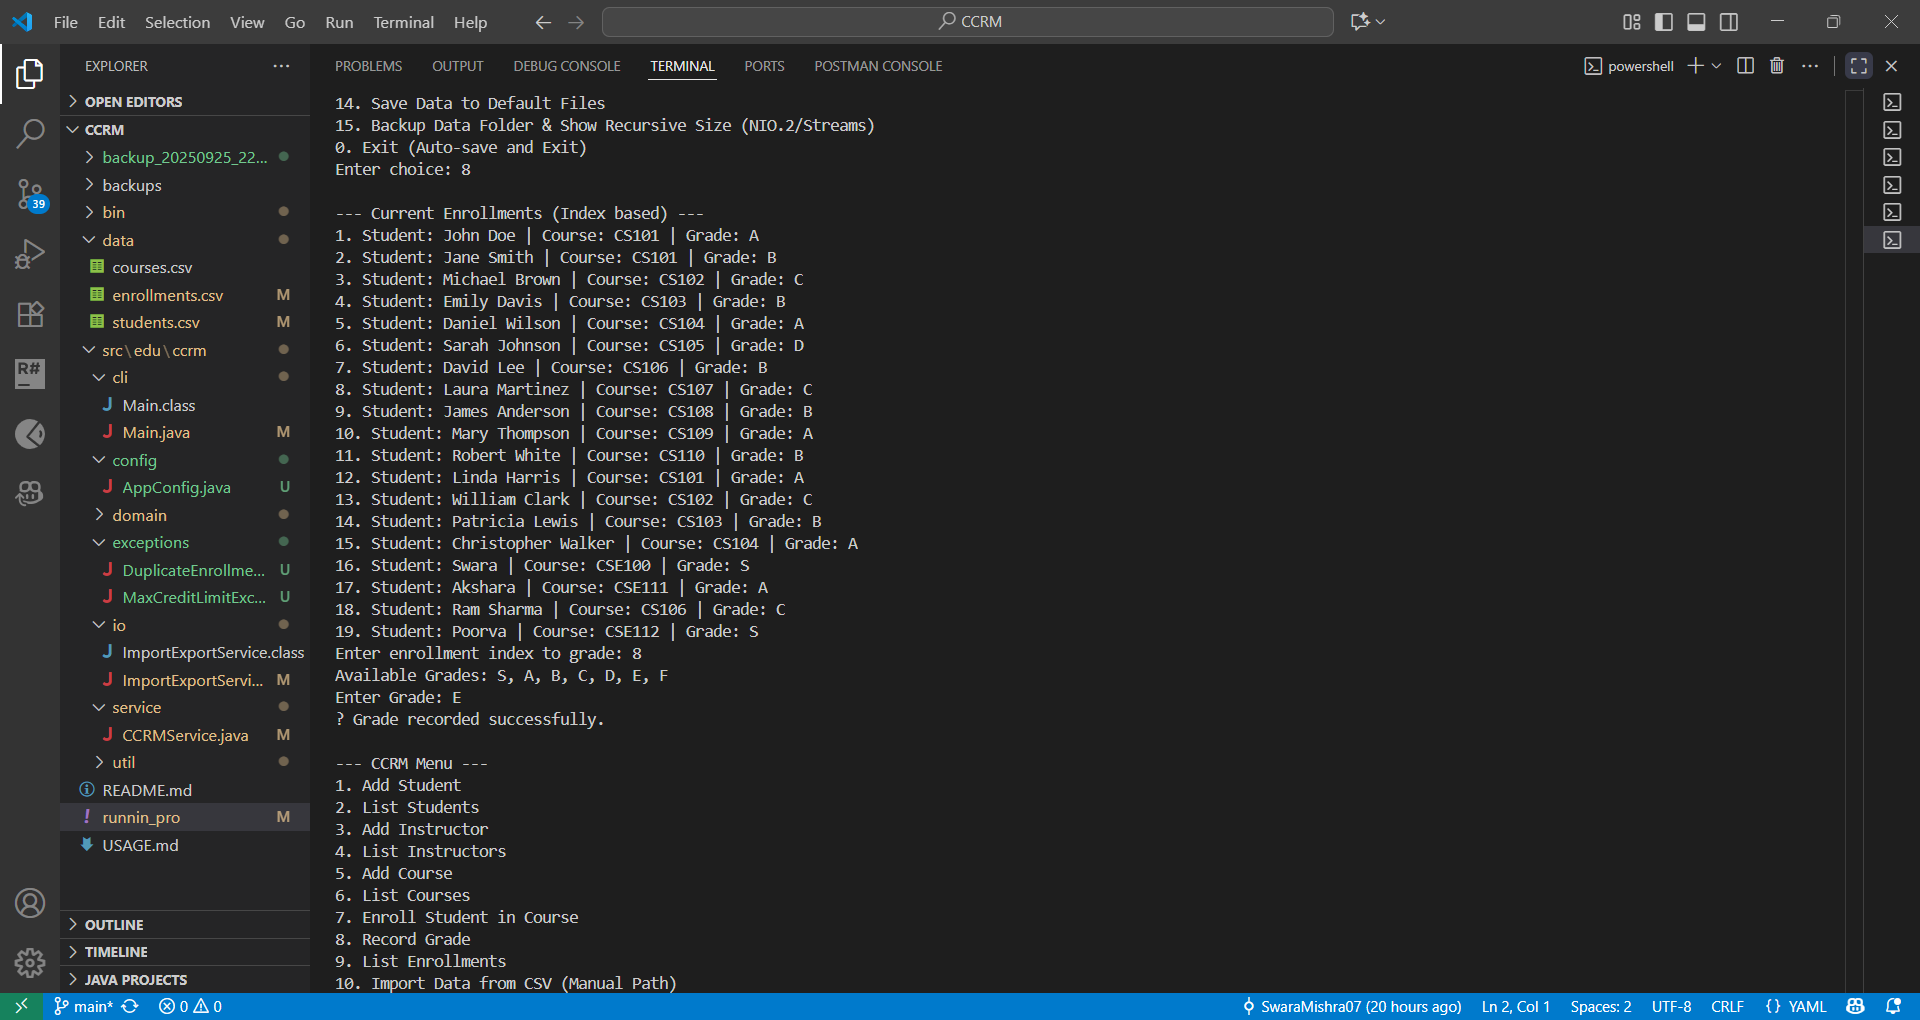 File Edit Selection View Go Run Terminal Help
CCRM
EXPLORER
OPEN EDITORS
CCRM
backup_20250925_22...
backups
bin
data
courses.csv
enrollments.csv M
students.csv M
src\edu\ccrm
cli
Main.class
Main.java M
config
AppConfig.java U
domain
exceptions
DuplicateEnrollme... U
MaxCreditLimitExc... U
io
ImportExportService.class
ImportExportServi... M
service
CCRMService.java M
util
README.md
runnin_pro M
USAGE.md
OUTLINE
TIMELINE
JAVA PROJECTS
39
R#
PROBLEMS OUTPUT DEBUG CONSOLE TERMINAL PORTS POSTMAN CONSOLE
powershell
14. Save Data to Default Files
15. Backup Data Folder & Show Recursive Size (NIO.2/Streams)
0. Exit (Auto-save and Exit)
Enter choice: 8
--- Current Enrollments (Index based) ---
1. Student: John Doe | Course: CS101 | Grade: A
2. Student: Jane Smith | Course: CS101 | Grade: B
3. Student: Michael Brown | Course: CS102 | Grade: C
4. Student: Emily Davis | Course: CS103 | Grade: B
5. Student: Daniel Wilson | Course: CS104 | Grade: A
6. Student: Sarah Johnson | Course: CS105 | Grade: D
7. Student: David Lee | Course: CS106 | Grade: B
8. Student: Laura Martinez | Course: CS107 | Grade: C
9. Student: James Anderson | Course: CS108 | Grade: B
10. Student: Mary Thompson | Course: CS109 | Grade: A
11. Student: Robert White | Course: CS110 | Grade: B
12. Student: Linda Harris | Course: CS101 | Grade: A
13. Student: William Clark | Course: CS102 | Grade: C
14. Student: Patricia Lewis | Course: CS103 | Grade: B
15. Student: Christopher Walker | Course: CS104 | Grade: A
16. Student: Swara | Course: CSE100 | Grade: S
17. Student: Akshara | Course: CSE111 | Grade: A
18. Student: Ram Sharma | Course: CS106 | Grade: C
19. Student: Poorva | Course: CSE112 | Grade: S
Enter enrollment index to grade: 8
Available Grades: S, A, B, C, D, E, F
Enter Grade: E
? Grade recorded successfully.
--- CCRM Menu ---
1. Add Student
2. List Students
3. Add Instructor
4. List Instructors
5. Add Course
6. List Courses
7. Enroll Student in Course
8. Record Grade
9. List Enrollments
10. Import Data from CSV (Manual Path)
main* 0 0 SwaraMishra07 (20 hours ago) Ln 2, Col 1 Spaces: 2 UTF-8 CRLF {} YAML